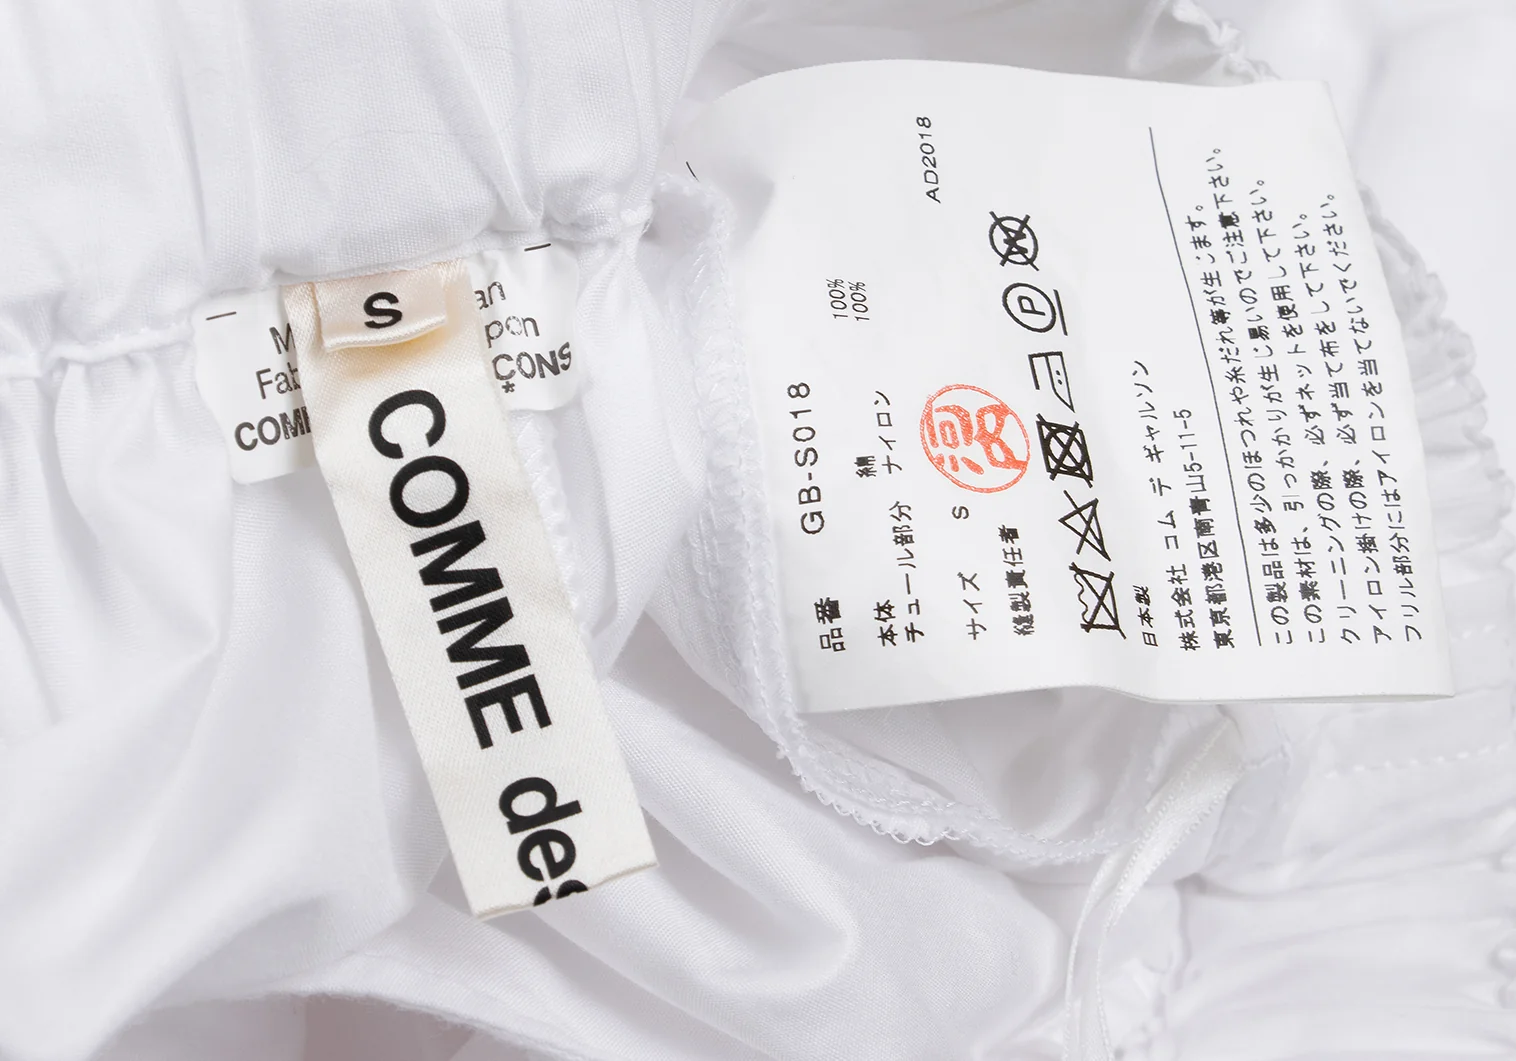 S
COMME des
an
pon
CONS
*
Fab
COMM
AD2018
品番 GB-S018
本体 綿 100%
チュール部分 ナイロン 100%
サイズ S
縫製責任者
P
W
日本製
株式会社 コム デ ギャルソン
東京都港区南青山5-11-5
この製品は多少のほつれや糸だれ等が生じます。
この素材は、引っかかりが生じ易いのでご注意下さい。
クリーニングの際、必ずネットを使用して下さい。
アイロン掛けの際、必ず当て布をして下さい。
フリル部分にはアイロンを当てないでください。